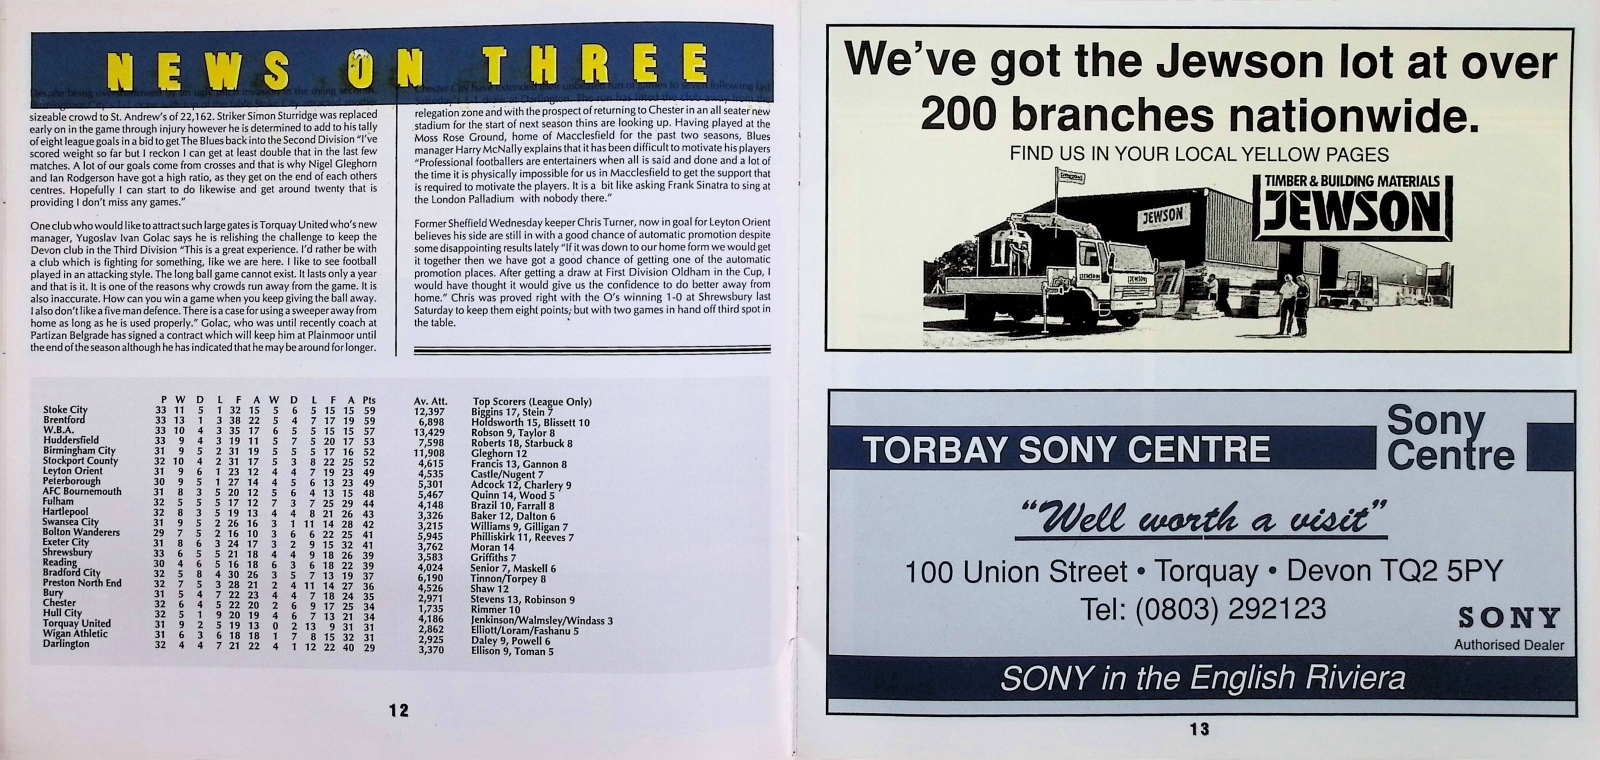 NEWS ON THREE
Despite being overshadowed by an ugly pitch invasion in the dying seconds,
sizeable crowd to St. Andrew's of 22,162. Striker Simon Sturridge was replaced
early on in the game through injury however he is determined to add to his tally
of eight league goals in a bid to get The Blues back into the Second Division "I've
scored weight so far but I reckon I can get at least double that in the last few
matches. A lot of our goals come from crosses and that is why Nigel Gleghorn
and Ian Rodgerson have got a high ratio, as they get on the end of each others
centres. Hopefully I can start to do likewise and get around twenty that is
providing I don't miss any games."
One club who would like to attract such large gates is Torquay United who's new
manager, Yugoslav Ivan Golac says he is relishing the challenge to keep the
Devon club in the Third Division "This is a great experience. I'd rather be with
a club which is fighting for something, like we are here. I like to see football
played in an attacking style. The long ball game cannot exist. It lasts only a year
and that is it. It is one of the reasons why crowds run away from the game. It is
also inaccurate. How can you win a game when you keep giving the ball away.
I also don't like a five man defence. There is a case for using a sweeper away from
home as long as he is used properly." Golac, who was until recently coach at
Partizan Belgrade has signed a contract which will keep him at Plainmoor until
the end of the season although he has indicated that he may be around for longer.
Chester City have extended their unbeaten run of games to seven following last
relegation zone and with the prospect of returning to Chester in an all seater new
stadium for the start of next season thins are looking up. Having played at the
Moss Rose Ground, home of Macclesfield for the past two seasons, Blues
manager Harry McNally explains that it has been difficult to motivate his players
"Professional footballers are entertainers when all is said and done and a lot of
the time it is physically impossible for us in Macclesfield to get the support that
is required to motivate the players. It is a bit like asking Frank Sinatra to sing at
the London Palladium with nobody there."
Former Sheffield Wednesday keeper Chris Turner, now in goal for Leyton Orient
believes his side are still in with a good chance of automatic promotion despite
some disappointing results lately "If it was down to our home form we would get
it together then we have got a good chance of getting one of the automatic
promotion places. After getting a draw at First Division Oldham in the Cup, I
would have thought it would give us the confidence to do better away from
home." Chris was proved right with the O's winning 1-0 at Shrewsbury last
Saturday to keep them eight points, but with two games in hand off third spot in
the table.
P W D L F A W D L F A Pts Av. Att. Top Scorers (League Only)
Stoke City 33 11 5 1 32 15 5 6 5 15 15 59 12,397 Biggins 17, Stein 7
Brentford 33 13 1 3 38 22 5 4 7 17 19 59 6,898 Holdsworth 15, Blissett 10
W.B.A. 33 10 4 3 35 17 6 5 5 15 15 57 13,429 Robson 9, Taylor 8
Huddersfield 33 9 4 3 19 11 5 7 5 20 17 53 7,598 Roberts 18, Starbuck 8
Birmingham City 31 9 5 2 31 19 5 5 5 17 16 52 11,908 Gleghorn 12
Stockport County 32 10 4 2 31 17 5 3 8 22 25 52 4,615 Francis 13, Gannon 8
Leyton Orient 31 9 6 1 23 12 4 4 7 19 23 49 4,535 Castle/Nugent 7
Peterborough 30 9 5 1 27 14 4 5 6 13 23 49 5,301 Adcock 12, Charlery 9
AFC Bournemouth 31 8 3 5 20 12 5 6 4 13 15 48 5,467 Quinn 14, Wood 5
Fulham 32 5 5 5 17 12 7 3 7 25 29 44 4,148 Brazil 10, Farrall 8
Hartlepool 32 8 3 5 19 13 4 4 8 21 26 43 3,326 Baker 12, Dalton 6
Swansea City 31 9 5 2 26 16 3 1 11 14 28 42 3,215 Williams 9, Gilligan 7
Bolton Wanderers 29 7 5 2 16 10 3 6 6 22 25 41 5,945 Philliskirk 11, Reeves 7
Exeter City 31 8 6 3 24 17 3 2 9 15 32 41 3,762 Moran 14
Shrewsbury 33 6 5 5 21 18 4 4 9 18 26 39 3,583 Griffiths 7
Reading 30 4 6 5 16 18 6 3 6 18 22 39 4,024 Senior 7, Maskell 6
Bradford City 32 5 8 4 30 26 3 5 7 13 19 37 6,190 Tinnon/Torpey 8
Preston North End 32 7 5 3 28 21 2 4 11 14 27 36 4,526 Shaw 12
Bury 31 5 4 7 22 23 4 4 7 18 24 35 2,971 Stevens 13, Robinson 9
Chester 32 6 4 5 22 20 2 6 9 17 25 34 1,735 Rimmer 10
Hull City 32 5 1 9 20 19 4 6 7 13 21 34 4,186 Jenkinson/Walmsley/Windass 3
Torquay United 31 9 2 5 19 13 0 2 13 9 31 31 2,862 Elliott/Loram/Fashanu 5
Wigan Athletic 31 6 3 6 18 18 1 7 8 15 32 31 2,925 Daley 9, Powell 6
Darlington 32 4 4 7 21 22 4 1 12 22 40 29 3,370 Ellison 9, Toman 5
12
We've got the Jewson lot at over
200 branches nationwide.
FIND US IN YOUR LOCAL YELLOW PAGES
TIMBER & BUILDING MATERIALS
JEWSON
JEWSON
TORBAY SONY CENTRE
Sony
Centre
"Well worth a visit"
100 Union Street • Torquay • Devon TQ2 5PY
Tel: (0803) 292123
SONY
Authorised Dealer
SONY in the English Riviera
13